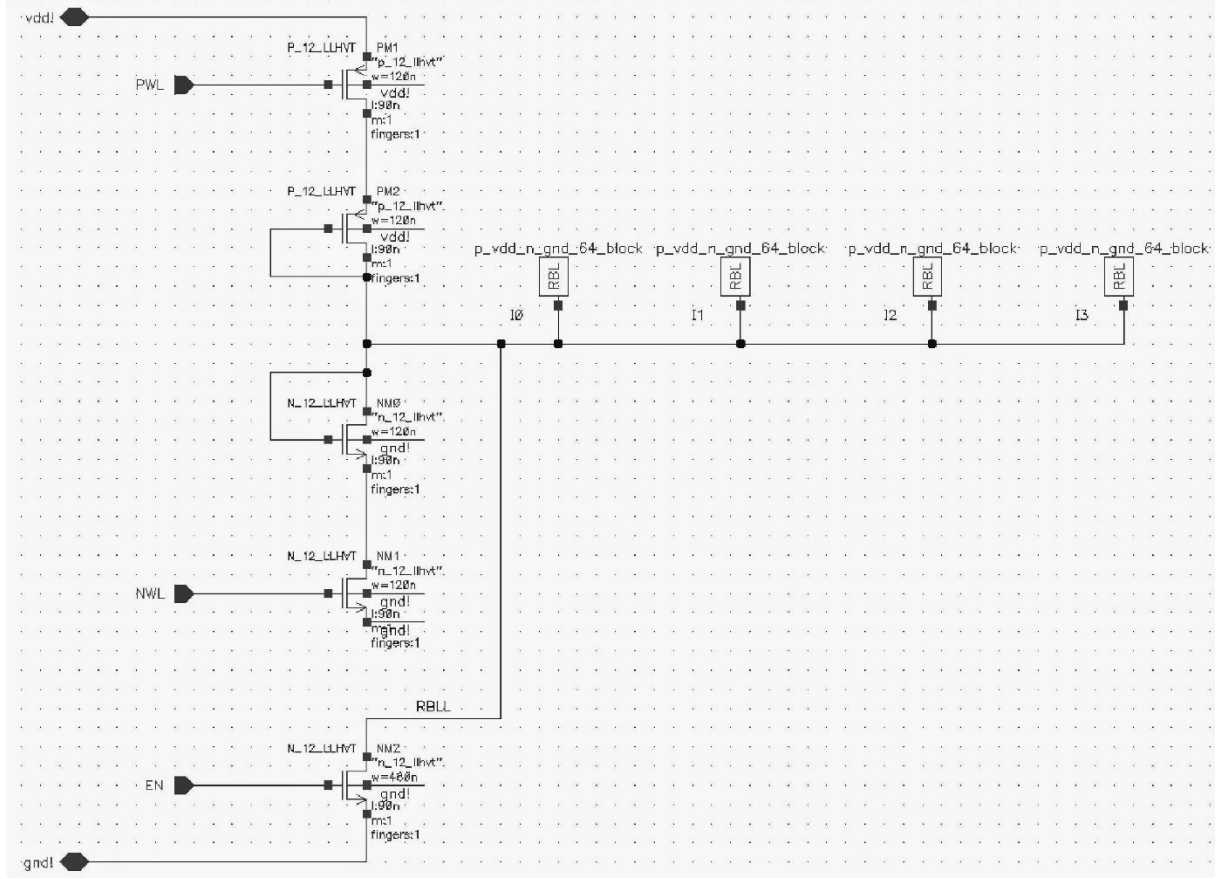 vdd!
P_12_LLHVT PM1
"p_12_llhvt"
w=120n
PWL
vdd!
l:90n
m:1
fingers:1
P_12_LLHVT PM2
"p_12_llhvt"
w=120n
vdd!
l:90n
m:1
fingers:1
p_vdd_n_gnd_64_block p_vdd_n_gnd_64_block p_vdd_n_gnd_64_block p_vdd_n_gnd_64_block
RBL RBL RBL RBL
I0 I1 I2 I3
N_12_LLHVT NM0
"n_12_llhvt"
w=120n
gnd!
l:90n
m:1
fingers:1
N_12_LLHVT NM1
"n_12_llhvt"
w=120n
NWL
gnd!
l:90n
m:1
gnd!
fingers:1
RBLL
N_12_LLHVT NM2
"n_12_llhvt"
w=480n
EN
gnd!
l:90n
m:1
fingers:1
gnd!